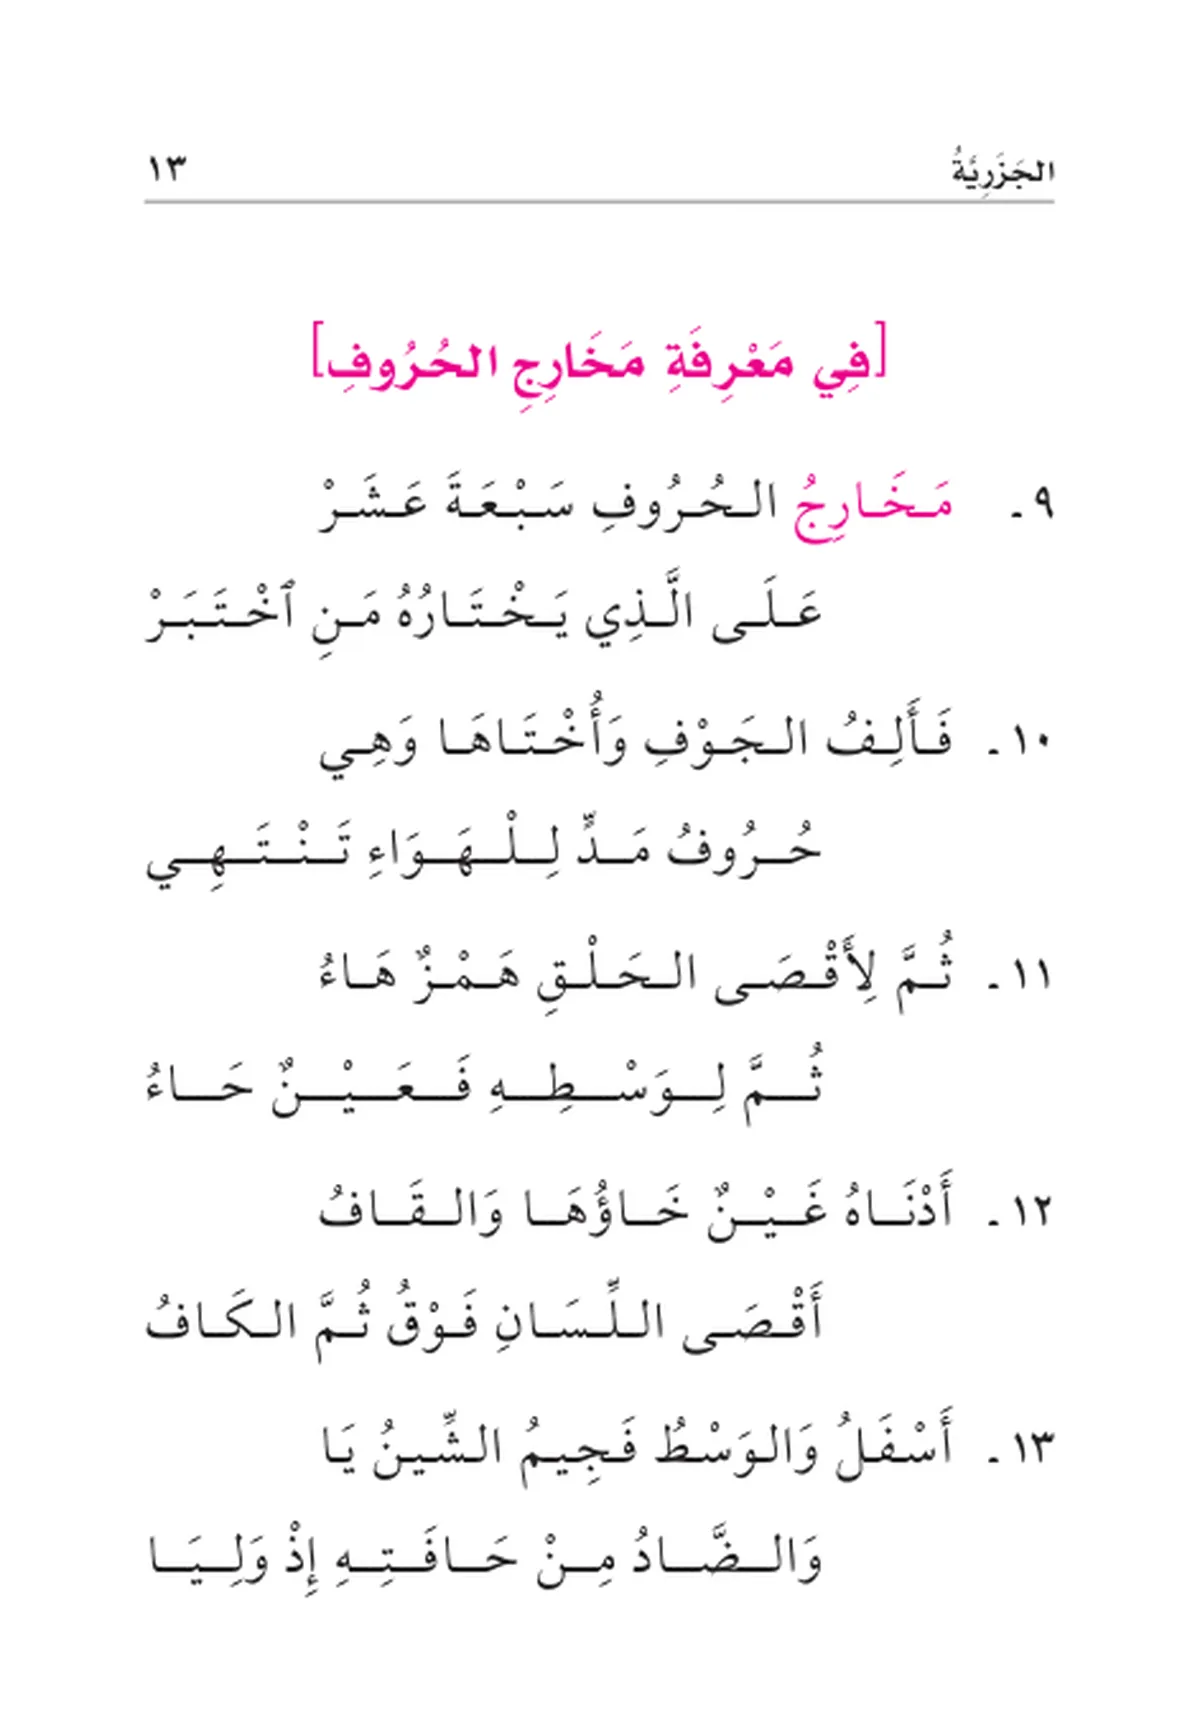 الجَزَرِيَّةُ ١٣
[فِي مَعْرِفَةِ مَخَارِجِ الحُرُوفِ]
٩ ـ مَخَارِجُ الحُرُوفِ سَبْعَةَ عَشَرْ
عَلَى الَّذِي يَخْتَارُهُ مَنِ ٱخْتَبَرْ
١٠ ـ فَأَلِفُ الجَوْفِ وَأُخْتَاهَا وَهِي
حُرُوفُ مَدٍّ لِلْهَوَاءِ تَنْتَهِي
١١ ـ ثُمَّ لِأَقْصَى الحَلْقِ هَمْزٌ هَاءُ
ثُمَّ لِوَسْطِهِ فَعَيْنٌ حَاءُ
١٢ ـ أَدْنَاهُ غَيْنٌ خَاؤُهَا وَالقَافُ
أَقْصَى اللِّسَانِ فَوْقُ ثُمَّ الكَافُ
١٣ ـ أَسْفَلُ وَالوَسْطُ فَجِيمُ الشِّينُ يَا
وَالضَّادُ مِنْ حَافَتِهِ إِذْ وَلِيَا